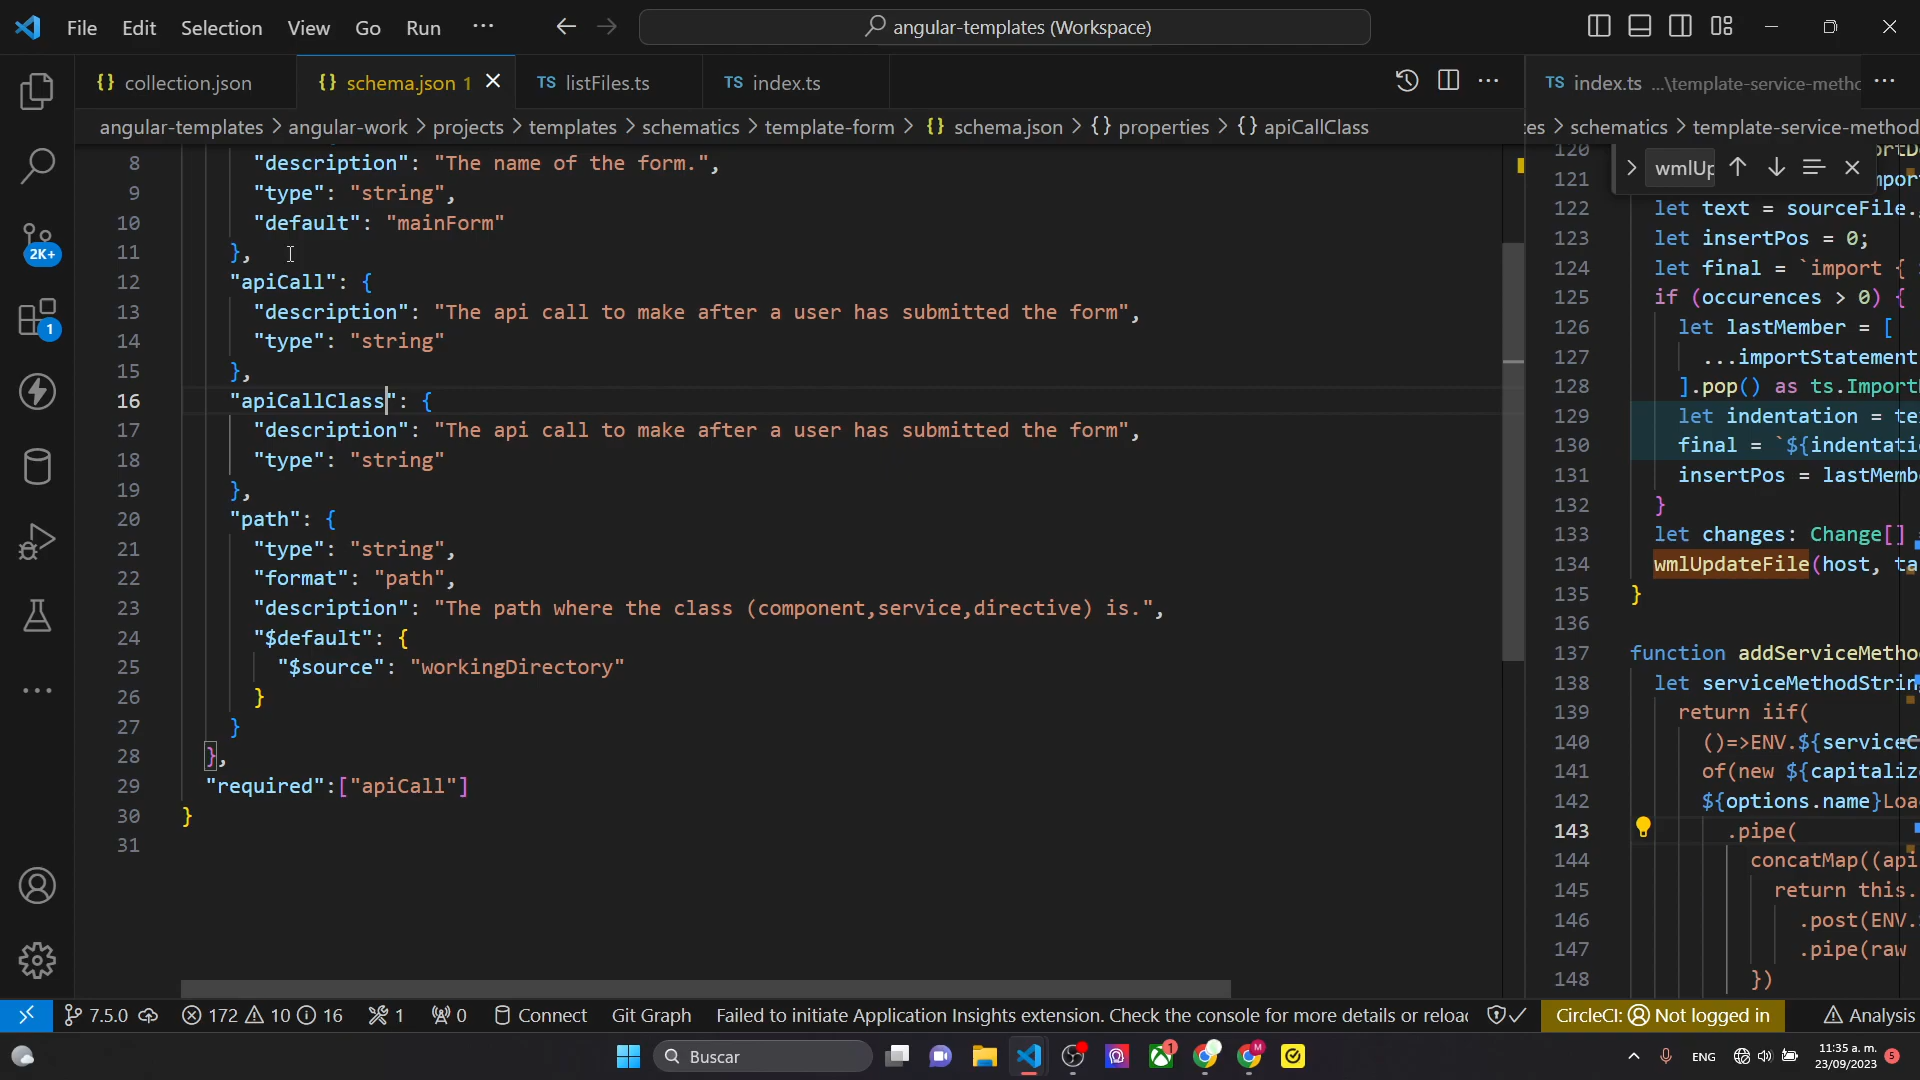 File Edit Selection View Go Run ··· angular-templates (Workspace)
{} collection.json {} schema.json 1 TS listFiles.ts TS index.ts
angular-templates > angular-work > projects > templates > schematics > template-form > {} schema.json > {} properties > {} apiCallClass
8 "description": "The name of the form.",
9 "type": "string",
10 "default": "mainForm"
11 },
12 "apiCall": {
13 "description": "The api call to make after a user has submitted the form",
14 "type": "string"
15 },
16 "apiCallClass": {
17 "description": "The api call to make after a user has submitted the form",
18 "type": "string"
19 },
20 "path": {
21 "type": "string",
22 "format": "path",
23 "description": "The path where the class (component,service,directive) is.",
24 "$default": {
25 "$source": "workingDirectory"
26 }
27 }
28 },
29 "required":["apiCall"]
30 }
31
TS index.ts ...\template-service-metho
> schematics > template-service-method
wmlUp
120
121
122 let text = sourceFile.
123 let insertPos = 0;
124 let final = `import {
125 if (occurences > 0) {
126 let lastMember = [
127 ...importStatement
128 ].pop() as ts.Import
129 let indentation = te
130 final = `${indentati
131 insertPos = lastMemb
132 }
133 let changes: Change[]
134 wmlUpdateFile(host, ta
135 }
136
137 function addServiceMetho
138 let serviceMethodStrin
139 return iif(
140 ()=>ENV.${serviceC
141 of(new ${capitaliz
142 ${options.name}Loa
143 .pipe(
144 concatMap((api
145 return this.
146 .post(ENV.
147 .pipe(raw
148 })
2K+
1
7.5.0 172 10 16 1 0 Connect Git Graph Failed to initiate Application Insights extension. Check the console for more details or reloa CircleCI: Not logged in Analysis
Buscar 1 ENG 11:35 a. m. 5
23/09/2023